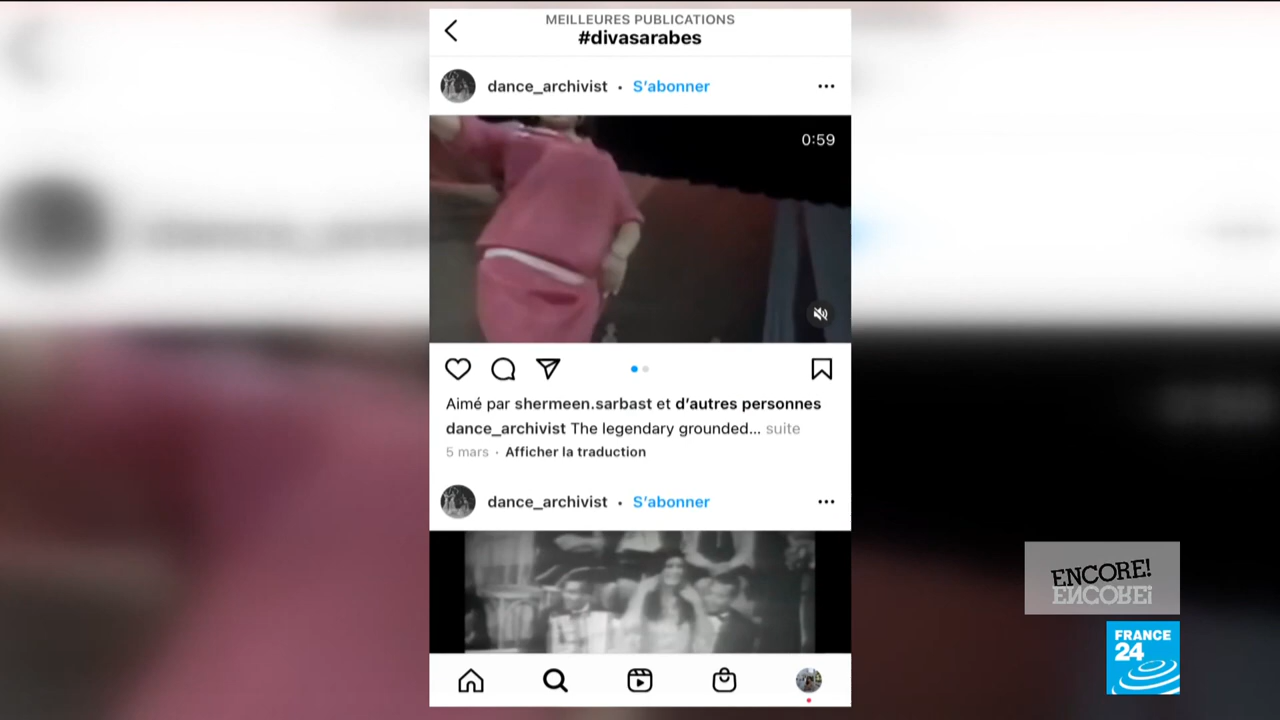 MEILLEURES PUBLICATIONS
#divasarabes
dance_archivist • S'abonner
0:59
Aimé par shermeen.sarbast et d'autres personnes
dance_archivist The legendary grounded... suite
5 mars • Afficher la traduction
dance_archivist • S'abonner
ENCORE!
ENCORE!
FRANCE
24